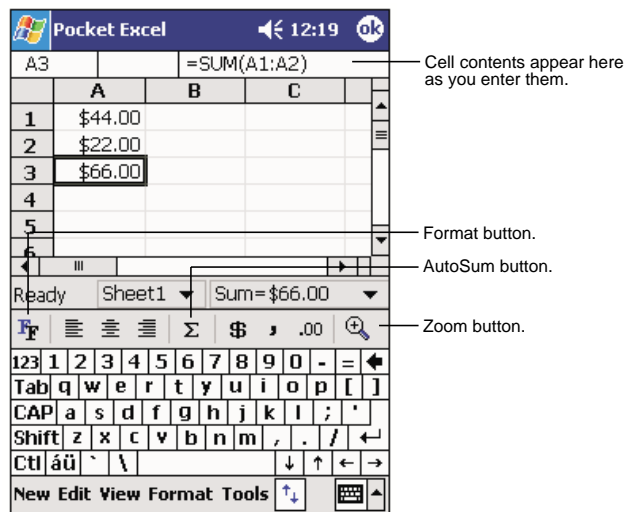 Pocket Excel 12:19 ok
A3 =SUM(A1:A2)
Cell contents appear here
as you enter them.
A B C
1 $44.00
2 $22.00
3 $66.00
4
5
6
Format button.
AutoSum button.
Ready Sheet1 Sum=$66.00
Zoom button.
FF Σ $ , .00
123 1 2 3 4 5 6 7 8 9 0 - =
Tab q w e r t y u i o p [ ]
CAP a s d f g h j k l ; '
Shift z x c v b n m , . /
Ctl áü ` \ ↓ ↑ ← →
New Edit View Format Tools